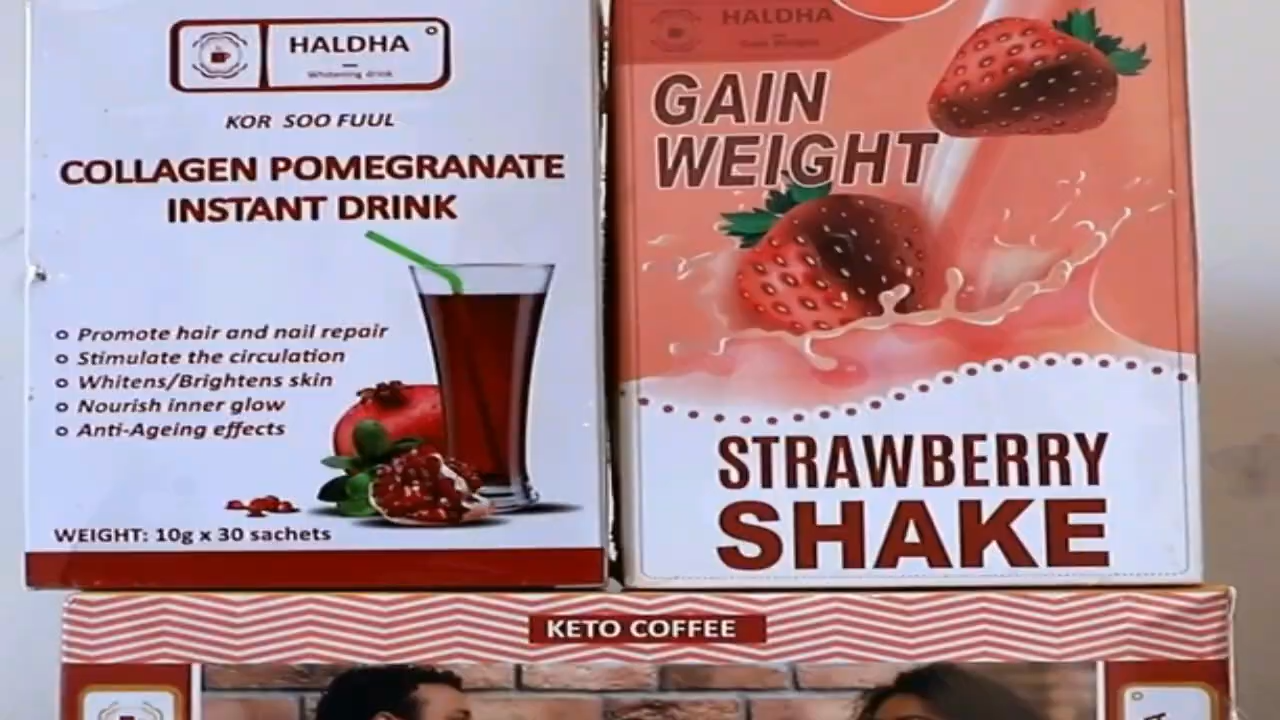 HALDHA
Whitening drink
KOR SOO FUUL
COLLAGEN POMEGRANATE
INSTANT DRINK
o Promote hair and nail repair
o Stimulate the circulation
o Whitens/Brightens skin
o Nourish inner glow
o Anti-Ageing effects
WEIGHT: 10g x 30 sachets
HALDHA
GAIN
WEIGHT
STRAWBERRY
SHAKE
KETO COFFEE